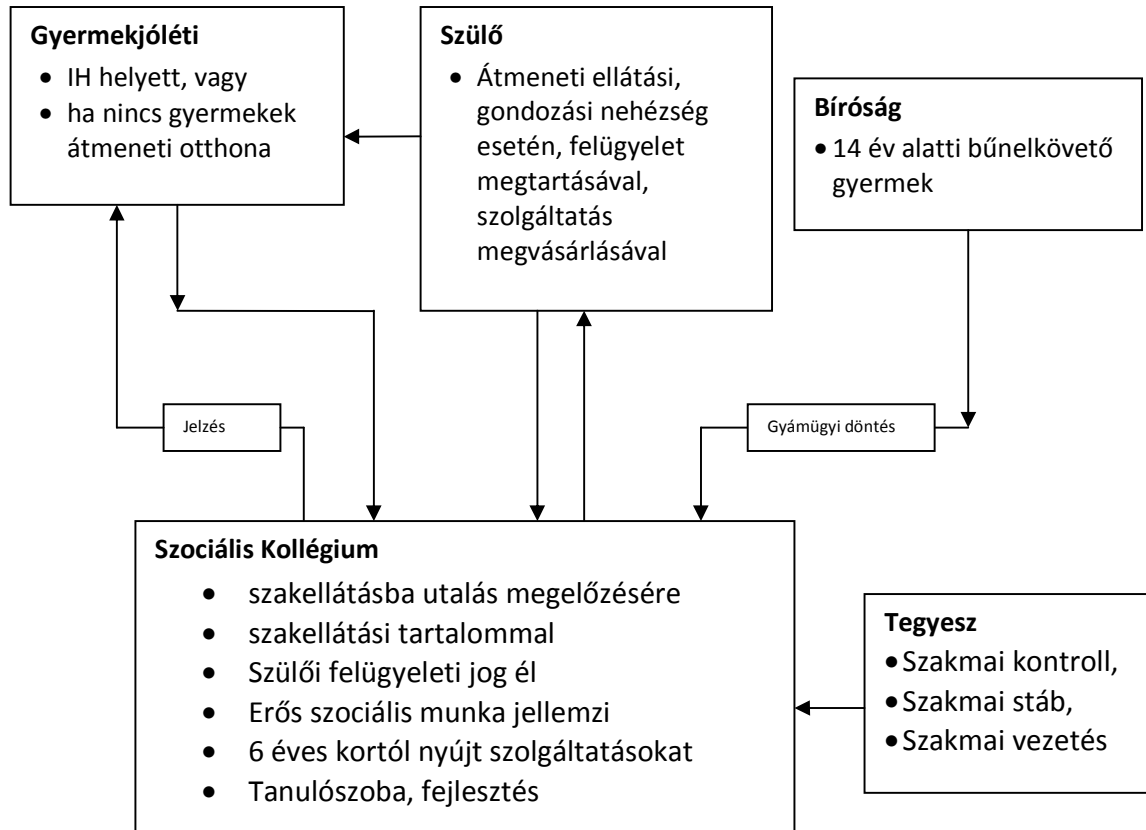 Gyermekjóléti
• IH helyett, vagy
• ha nincs gyermekek
átmeneti otthona
Szülő
• Átmeneti ellátási,
gondozási nehézség
esetén, felügyelet
megtartásával,
szolgáltatás
megvásárlásával
Bíróság
• 14 év alatti bűnelkövető
gyermek
Jelzés
Gyámügyi döntés
Szociális Kollégium
• szakellátásba utalás megelőzésére
• szakellátási tartalommal
• Szülői felügyeleti jog él
• Erős szociális munka jellemzi
• 6 éves kortól nyújt szolgáltatásokat
• Tanulószoba, fejlesztés
Tegyesz
• Szakmai kontroll,
• Szakmai stáb,
• Szakmai vezetés